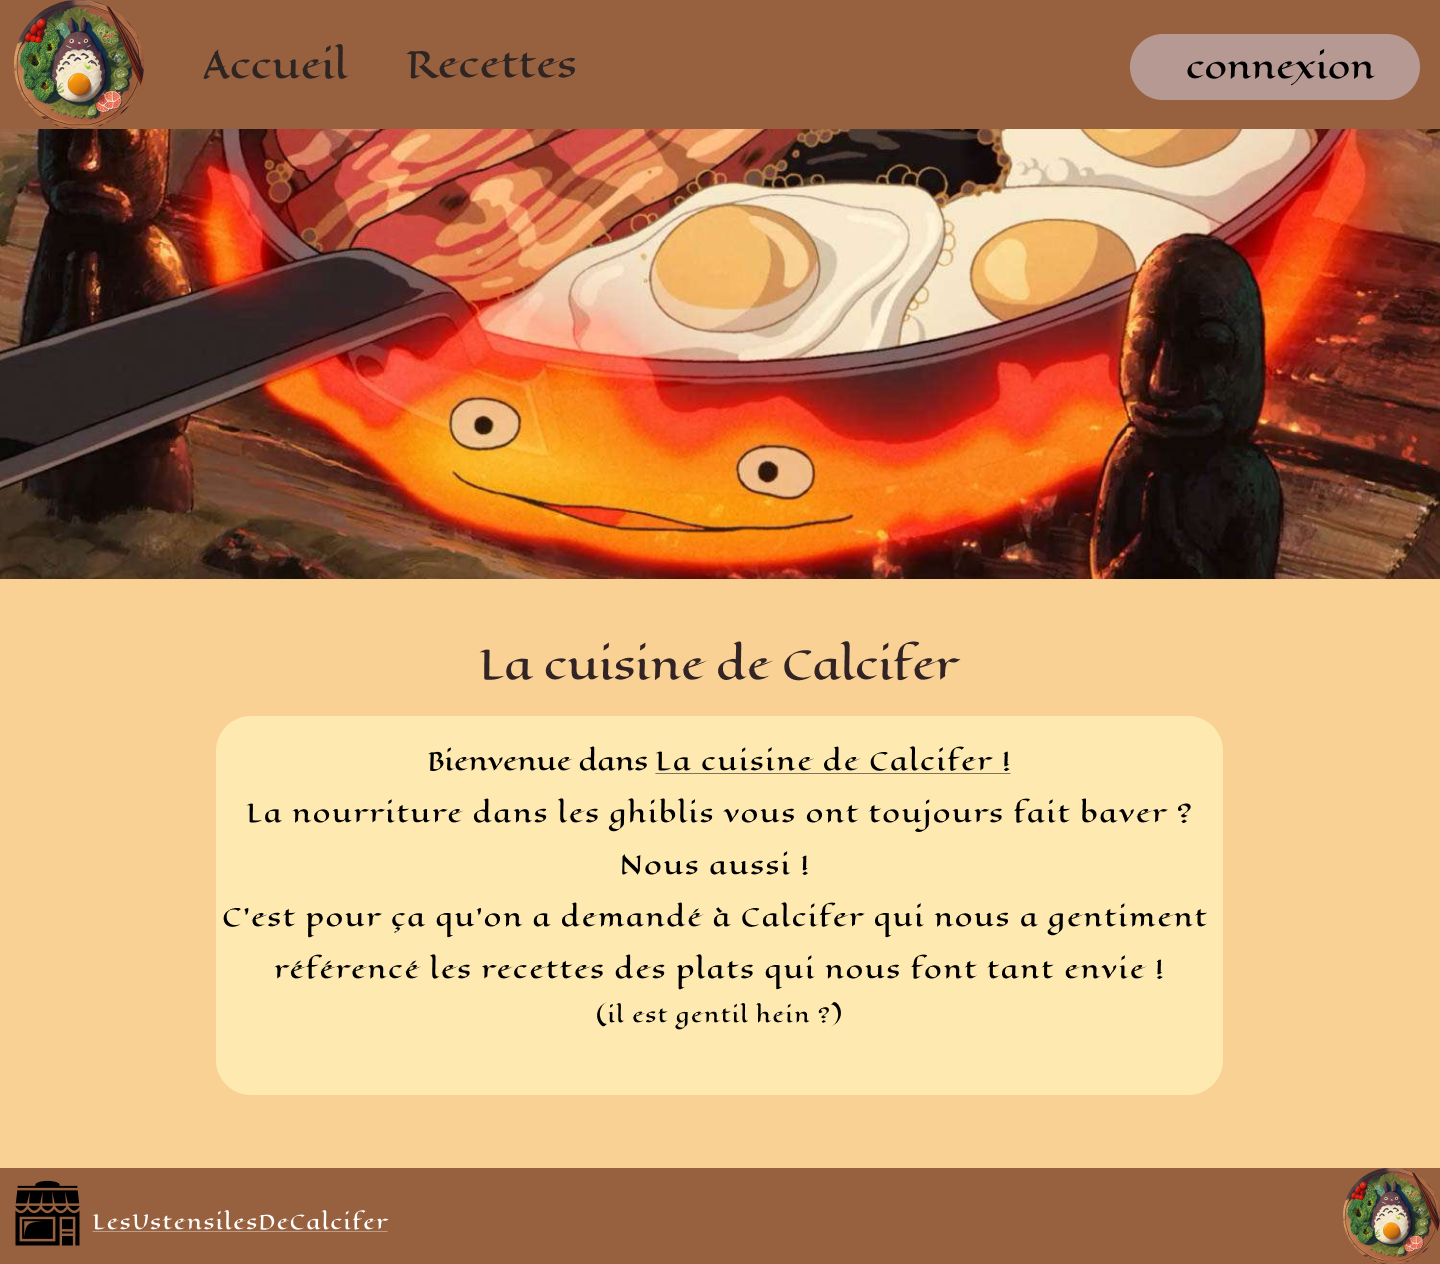 Accueil
Recettes
connexion
La cuisine de Calcifer
Bienvenue dans La cuisine de Calcifer !
La nourriture dans les ghiblis vous ont toujours fait baver ?
Nous aussi !
C'est pour ça qu'on a demandé à Calcifer qui nous a gentiment
référencé les recettes des plats qui nous font tant envie !
(il est gentil hein ?)
LesUstensilesDeCalcifer